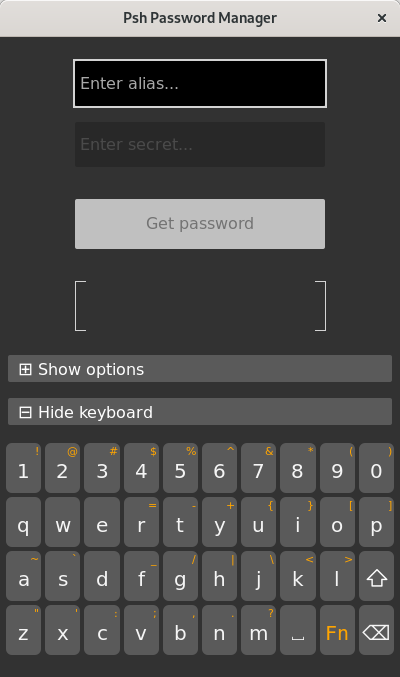 Psh Password Manager ×
Enter alias...
Enter secret...
Get password
⊞ Show options
⊟ Hide keyboard
! @ # $ % ^ & * ( )
1 2 3 4 5 6 7 8 9 0
= - + { } [ ]
q w e r t y u i o p
~ ` _ / | \ < >
a s d f g h j k l ⇧
" ' : ; , . ?
z x c v b n m ⎵ Fn ⌫